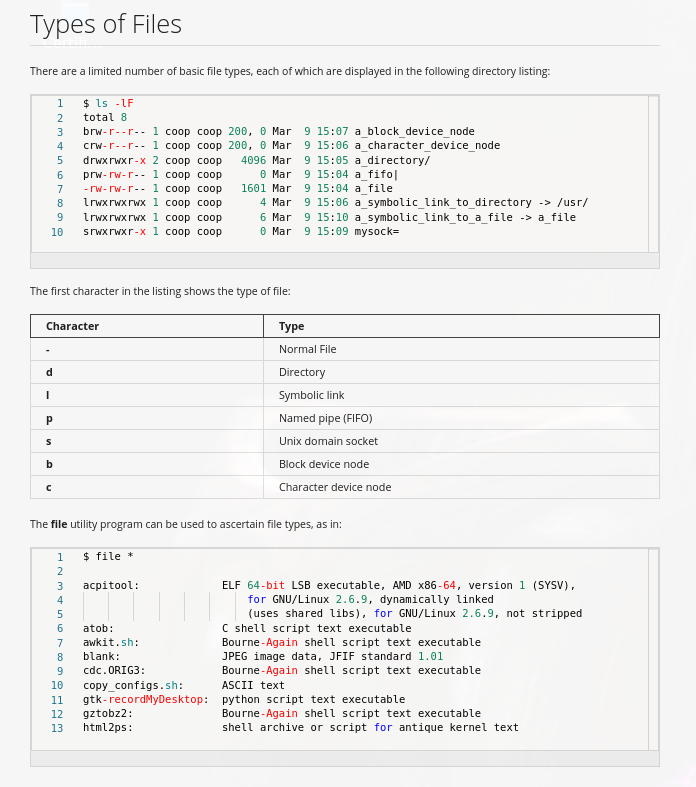 Types of Files
There are a limited number of basic file types, each of which are displayed in the following directory listing:
1 $ ls -lF
2 total 8
3 brw-r--r-- 1 coop coop 200, 0 Mar  9 15:07 a_block_device_node
4 crw-r--r-- 1 coop coop 200, 0 Mar  9 15:06 a_character_device_node
5 drwxrwxr-x 2 coop coop   4096 Mar  9 15:05 a_directory/
6 prw-rw-r-- 1 coop coop      0 Mar  9 15:04 a_fifo|
7 -rw-rw-r-- 1 coop coop   1601 Mar  9 15:04 a_file
8 lrwxrwxrwx 1 coop coop      4 Mar  9 15:06 a_symbolic_link_to_directory -> /usr/
9 lrwxrwxrwx 1 coop coop      6 Mar  9 15:10 a_symbolic_link_to_a_file -> a_file
10 srwxrwxr-x 1 coop coop      0 Mar  9 15:09 mysock=
The first character in the listing shows the type of file:
Character Type
- Normal File
d Directory
l Symbolic link
p Named pipe (FIFO)
s Unix domain socket
b Block device node
c Character device node
The file utility program can be used to ascertain file types, as in:
1 $ file *
2
3 acpitool:             ELF 64-bit LSB executable, AMD x86-64, version 1 (SYSV),
4                           for GNU/Linux 2.6.9, dynamically linked
5                           (uses shared libs), for GNU/Linux 2.6.9, not stripped
6 atob:                 C shell script text executable
7 awkit.sh:             Bourne-Again shell script text executable
8 blank:                JPEG image data, JFIF standard 1.01
9 cdc.ORIG3:            Bourne-Again shell script text executable
10 copy_configs.sh:      ASCII text
11 gtk-recordMyDesktop:  python script text executable
12 gztobz2:              Bourne-Again shell script text executable
13 html2ps:              shell archive or script for antique kernel text